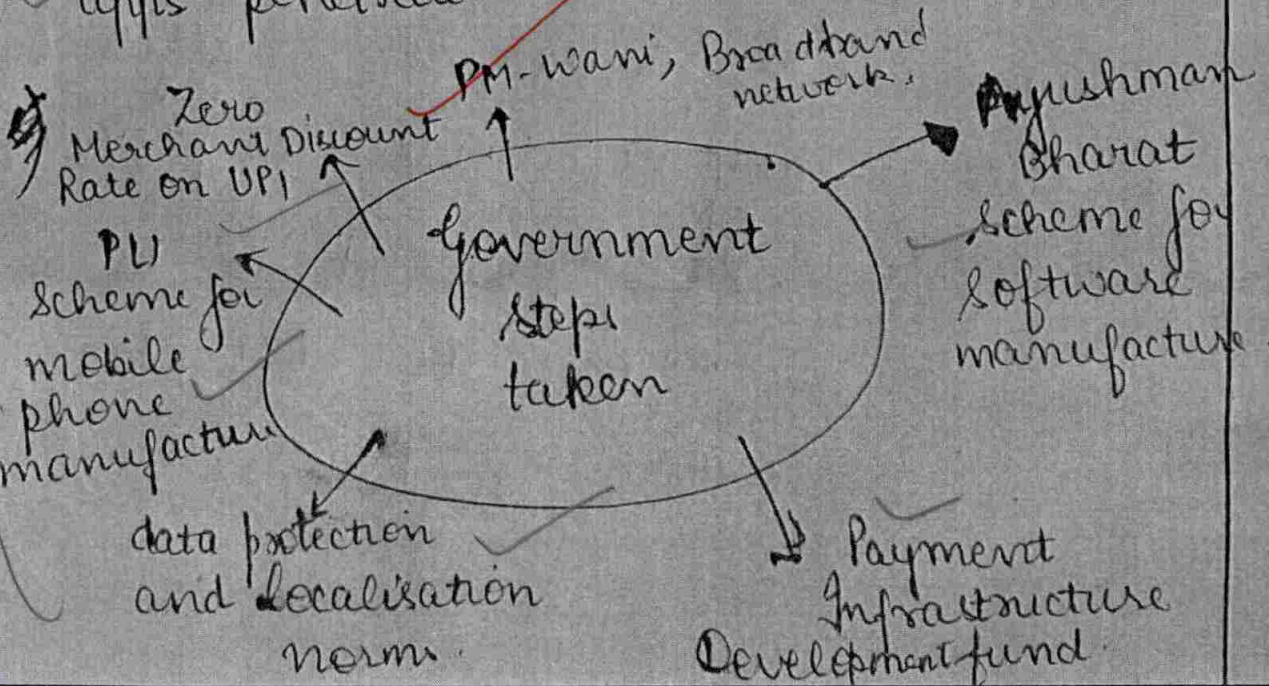 PM-Wani, Broadband
network.
Zero
Merchant Discount
Rate on UPI
PLI
scheme for
mobile
phone
manufacture
Government
steps
taken
Ayushman
Bharat
scheme for
software
manufacture
data protection
and localisation
norms.
Payment
Infrastructure
Development fund.